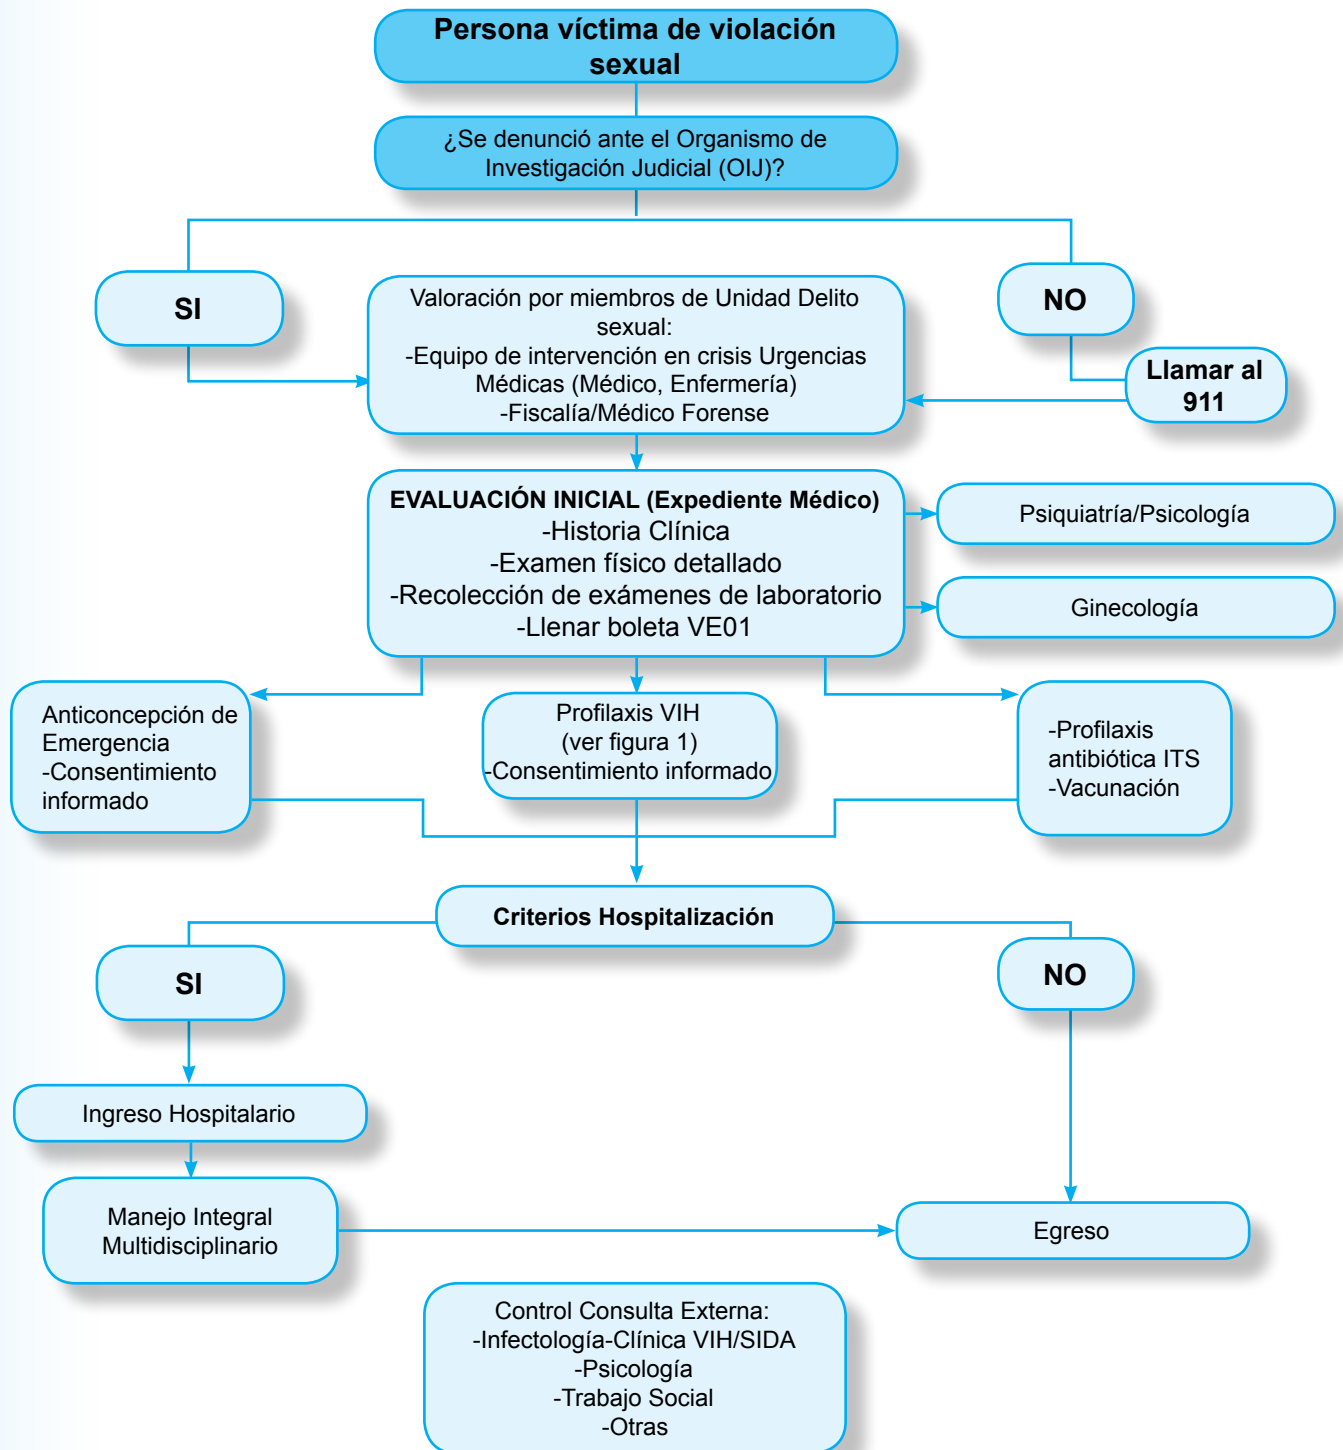 Persona víctima de violación
sexual
¿Se denunció ante el Organismo de
Investigación Judicial (OIJ)?
SI
Valoración por miembros de Unidad Delito
sexual:
-Equipo de intervención en crisis Urgencias
Médicas (Médico, Enfermería)
-Fiscalía/Médico Forense
NO
Llamar al
911
EVALUACIÓN INICIAL (Expediente Médico)
-Historia Clínica
-Examen físico detallado
-Recolección de exámenes de laboratorio
-Llenar boleta VE01
Psiquiatría/Psicología
Ginecología
Anticoncepción de
Emergencia
-Consentimiento
informado
Profilaxis VIH
(ver figura 1)
-Consentimiento informado
-Profilaxis
antibiótica ITS
-Vacunación
Criterios Hospitalización
SI
NO
Ingreso Hospitalario
Manejo Integral
Multidisciplinario
Egreso
Control Consulta Externa:
-Infectología-Clínica VIH/SIDA
-Psicología
-Trabajo Social
-Otras